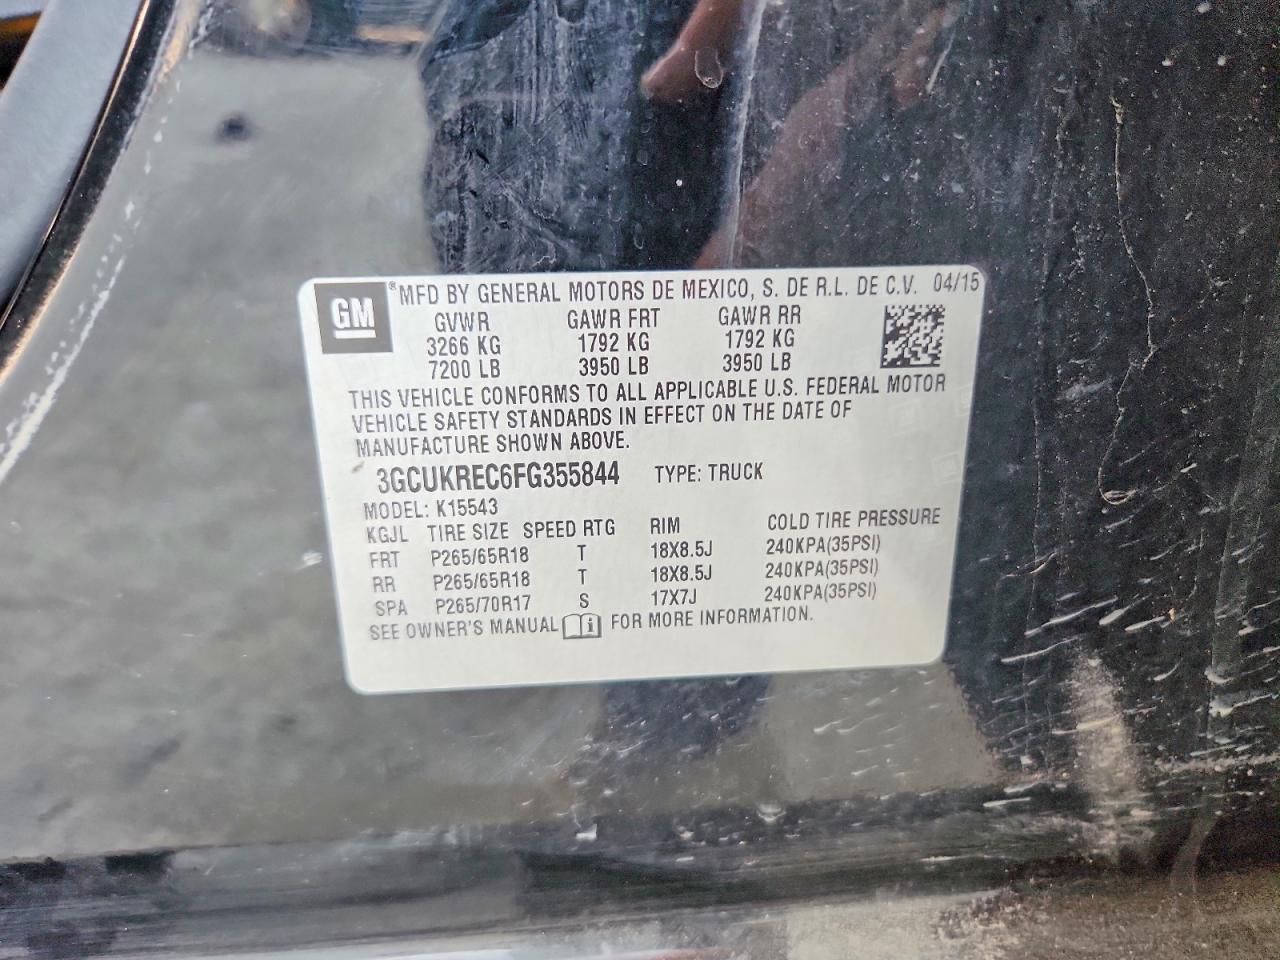 GM ® MFD BY GENERAL MOTORS DE MEXICO, S. DE R.L. DE C.V. 04/15
GVWR GAWR FRT GAWR RR
3266 KG 1792 KG 1792 KG
7200 LB 3950 LB 3950 LB
THIS VEHICLE CONFORMS TO ALL APPLICABLE U.S. FEDERAL MOTOR
VEHICLE SAFETY STANDARDS IN EFFECT ON THE DATE OF
MANUFACTURE SHOWN ABOVE.
3GCUKREC6FG355844 TYPE: TRUCK
MODEL: K15543
KGJL TIRE SIZE SPEED RTG RIM COLD TIRE PRESSURE
FRT P265/65R18 T 18X8.5J 240KPA(35PSI)
RR P265/65R18 T 18X8.5J 240KPA(35PSI)
SPA P265/70R17 S 17X7J 240KPA(35PSI)
SEE OWNER'S MANUAL i FOR MORE INFORMATION.